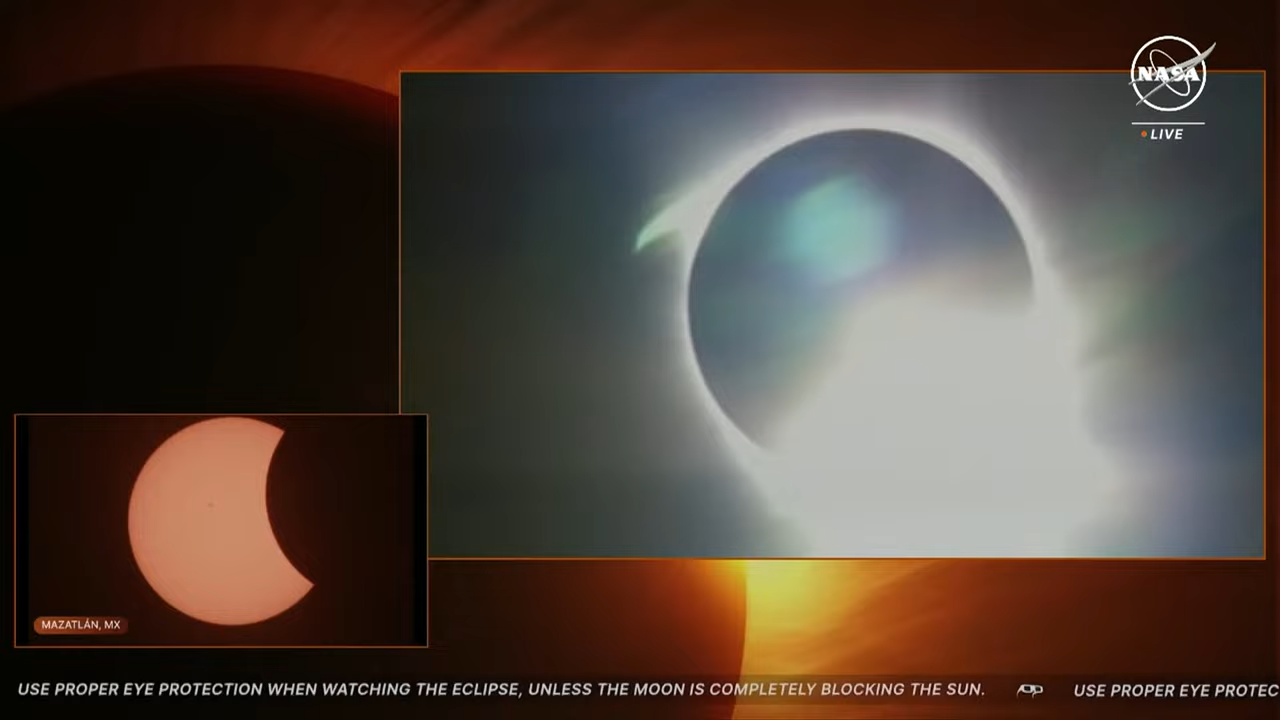 NASA
LIVE
MAZATLÁN, MX
USE PROPER EYE PROTECTION WHEN WATCHING THE ECLIPSE, UNLESS THE MOON IS COMPLETELY BLOCKING THE SUN. USE PROPER EYE PROTEC